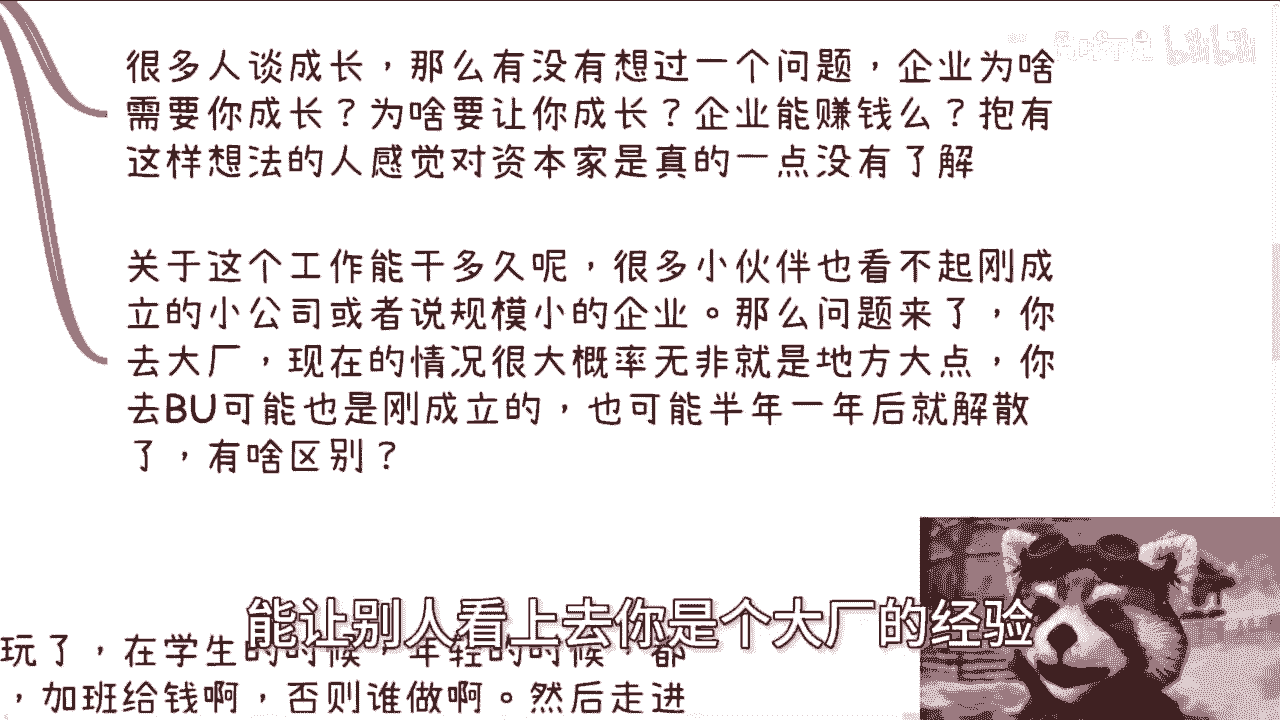 bilibili
很多人谈成长，那么有没有想过一个问题，企业为啥
需要你成长？为啥要让你成长？企业能赚钱么？抱有
这样想法的人感觉对资本家是真的一点没有了解
关于这个工作能干多久呢，很多小伙伴也看不起刚成
立的小公司或者说规模小的企业。那么问题来了，你
去大厂，现在的情况很大概率无非就是地方大点，你
去BU可能也是刚成立的，也可能半年一年后就解散
了，有啥区别？
能让别人看上去你是个大厂的经验
玩了，在学生的时候，年轻的时候，都
，加班给钱啊，否则谁做啊。然后走进